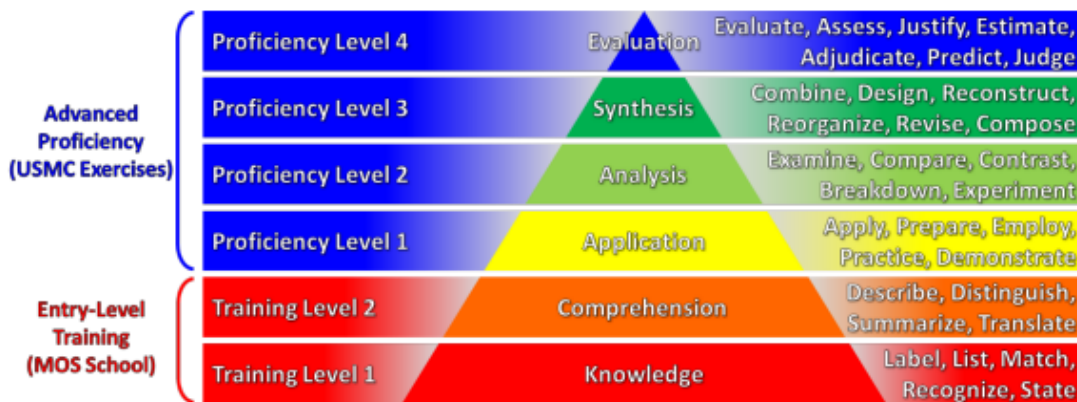 Advanced
Proficiency
(USMC Exercises)
Proficiency Level 4
Evaluation
Evaluate, Assess, Justify, Estimate,
Adjudicate, Predict, Judge
Proficiency Level 3
Synthesis
Combine, Design, Reconstruct,
Reorganize, Revise, Compose
Proficiency Level 2
Analysis
Examine, Compare, Contrast,
Breakdown, Experiment
Proficiency Level 1
Application
Apply, Prepare, Employ,
Practice, Demonstrate
Entry-Level
Training
(MOS School)
Training Level 2
Comprehension
Describe, Distinguish,
Summarize, Translate
Training Level 1
Knowledge
Label, List, Match,
Recognize, State